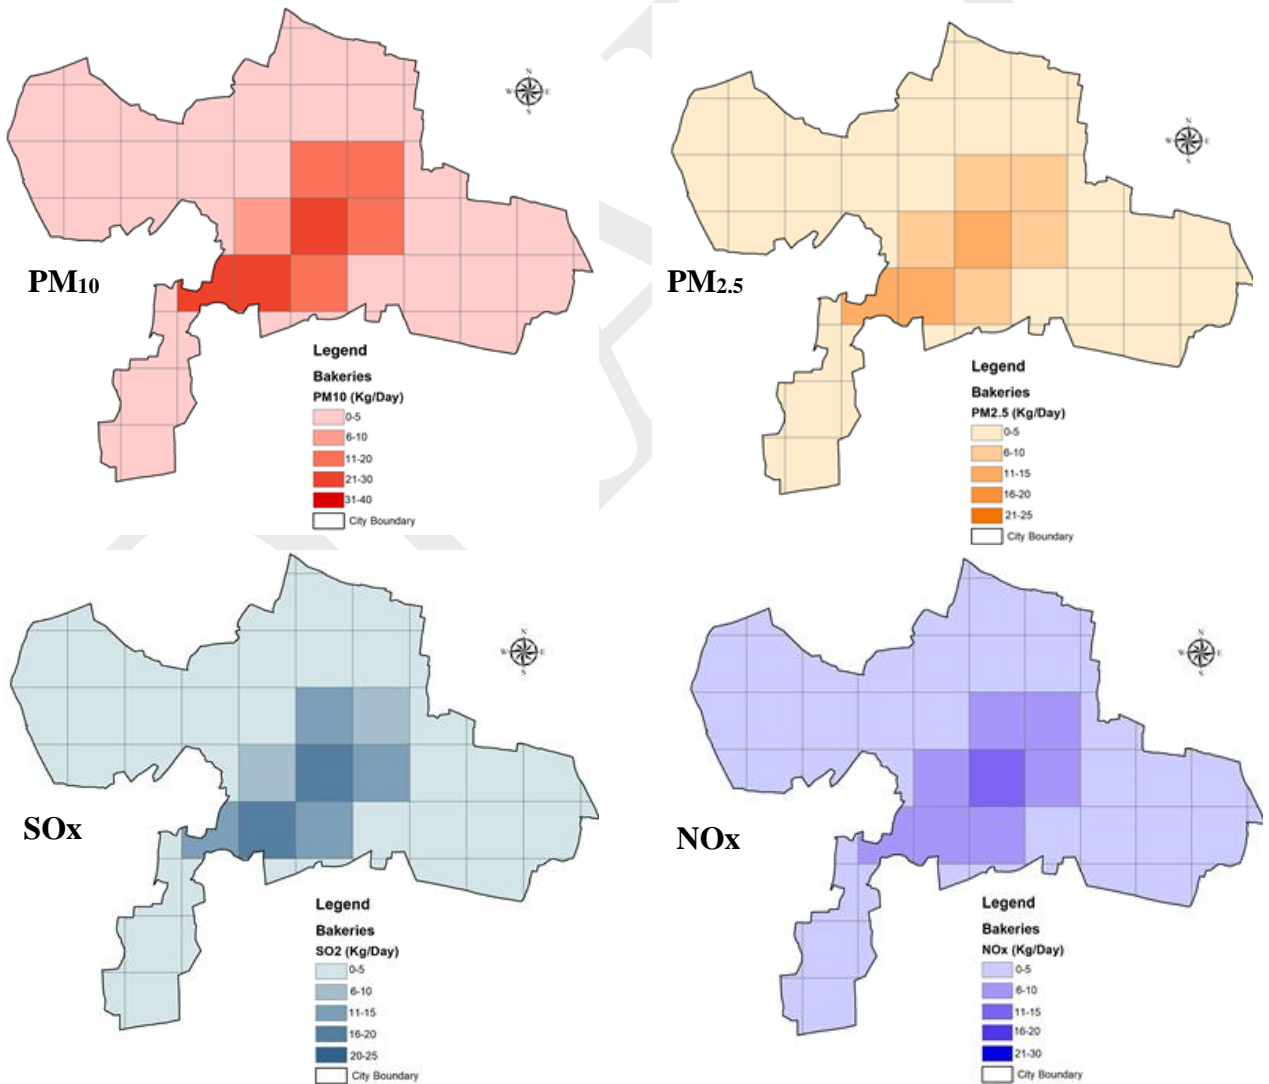 N
W E
S
PM10
Legend
Bakeries
PM10 (Kg/Day)
0-5
6-10
11-20
21-30
31-40
City Boundary
N
W E
S
PM2.5
Legend
Bakeries
PM2.5 (Kg/Day)
0-5
6-10
11-15
16-20
21-25
City Boundary
N
W E
S
SOx
Legend
Bakeries
SO2 (Kg/Day)
0-5
6-10
11-15
16-20
20-25
City Boundary
N
W E
S
NOx
Legend
Bakeries
NOx (Kg/Day)
0-5
6-10
11-15
16-20
21-30
City Boundary